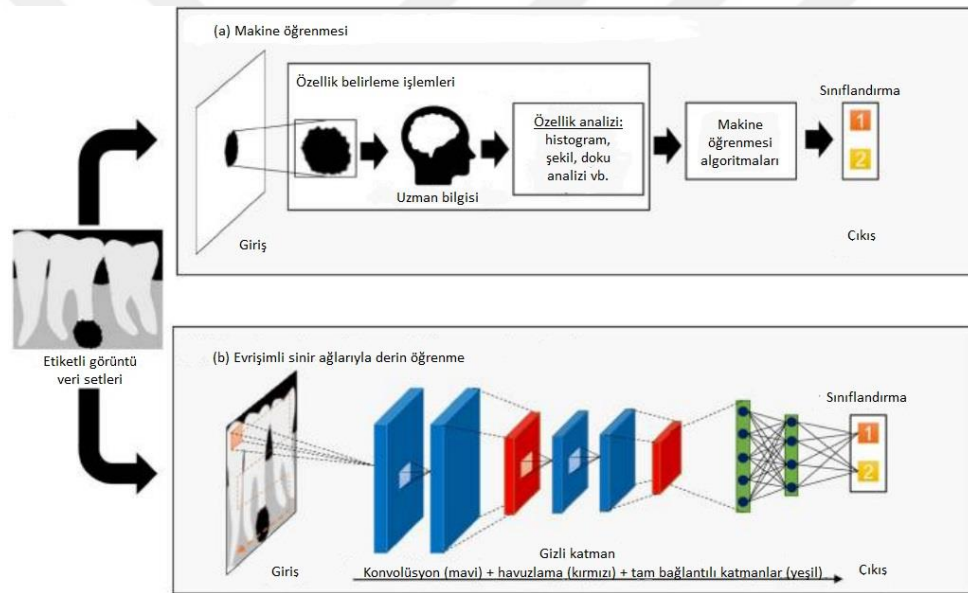 (a) Makine öğrenmesi
Özellik belirleme işlemleri
Uzman bilgisi
Özellik analizi:
histogram,
şekil, doku
analizi vb.
Makine
öğrenmesi
algoritmaları
Sınıflandırma
1
2
Giriş
Çıkış
Etiketli görüntü
veri setleri
(b) Evrişimli sinir ağlarıyla derin öğrenme
Sınıflandırma
1
2
Gizli katman
Giriş
Konvolüsyon (mavi) + havuzlama (kırmızı) + tam bağlantılı katmanlar (yeşil)
Çıkış